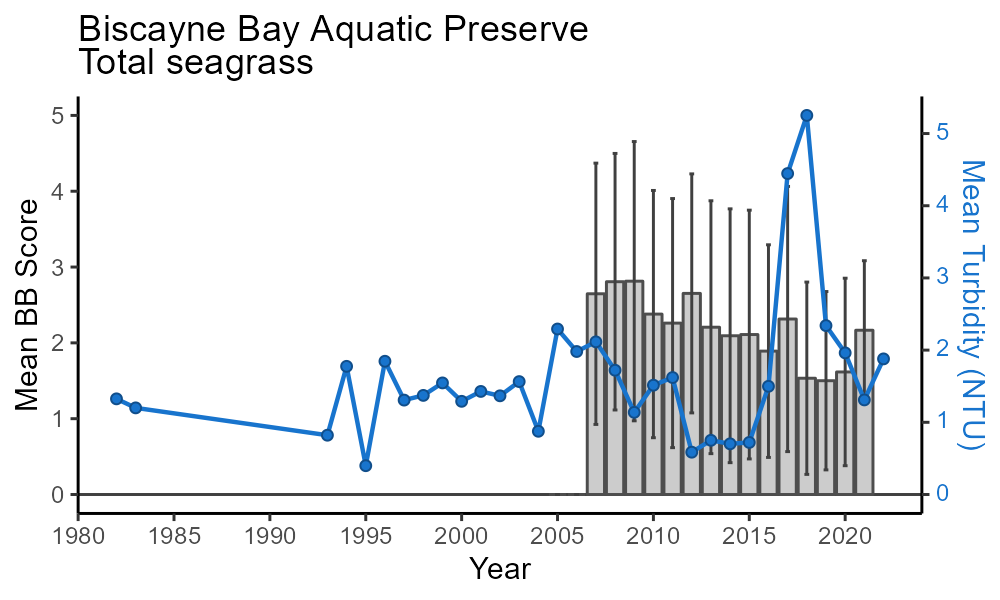 Biscayne Bay Aquatic Preserve
Total seagrass
Mean BB Score
5
4
3
2
1
0
5
4
3
2
1
0
Mean Turbidity (NTU)
1980 1985 1990 1995 2000 2005 2010 2015 2020
Year